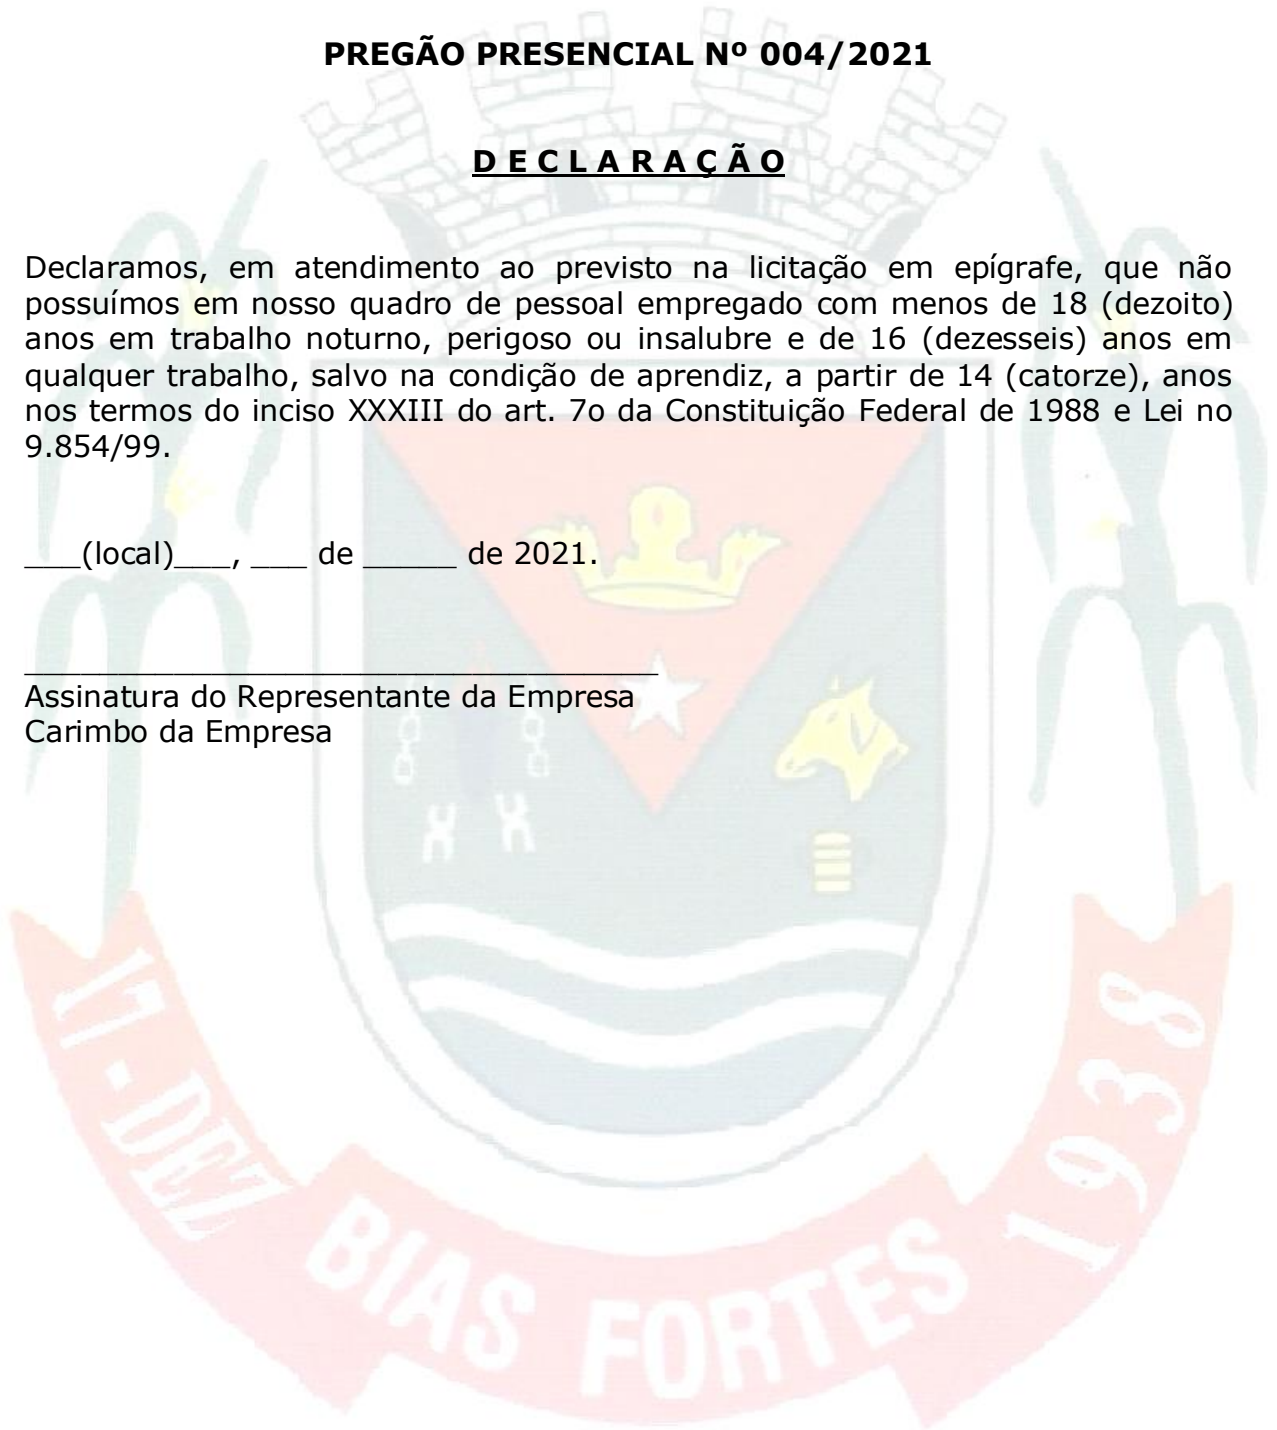 PREGÃO PRESENCIAL Nº 004/2021
D E C L A R A Ç Ã O
Declaramos, em atendimento ao previsto na licitação em epígrafe, que não
possuímos em nosso quadro de pessoal empregado com menos de 18 (dezoito)
anos em trabalho noturno, perigoso ou insalubre e de 16 (dezesseis) anos em
qualquer trabalho, salvo na condição de aprendiz, a partir de 14 (catorze), anos
nos termos do inciso XXXIII do art. 7o da Constituição Federal de 1988 e Lei no
9.854/99.
___(local)___, ___ de _____ de 2021.
__________________________________
Assinatura do Representante da Empresa
Carimbo da Empresa
17 - DEZ
BIAS FORTES
1938